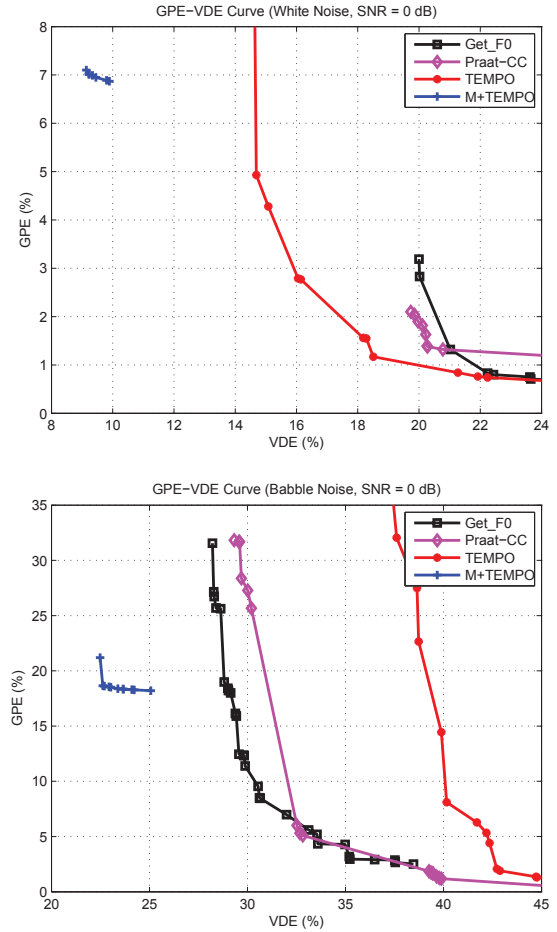 GPE−VDE Curve (White Noise, SNR = 0 dB)
8
7
6
5
4
3
2
1
0
GPE (%)
Get_F0
Praat−CC
TEMPO
M+TEMPO
8 10 12 14 16 18 20 22 24
VDE (%)
GPE−VDE Curve (Babble Noise, SNR = 0 dB)
35
30
25
20
15
10
5
0
GPE (%)
Get_F0
Praat−CC
TEMPO
M+TEMPO
20 25 30 35 40 45
VDE (%)